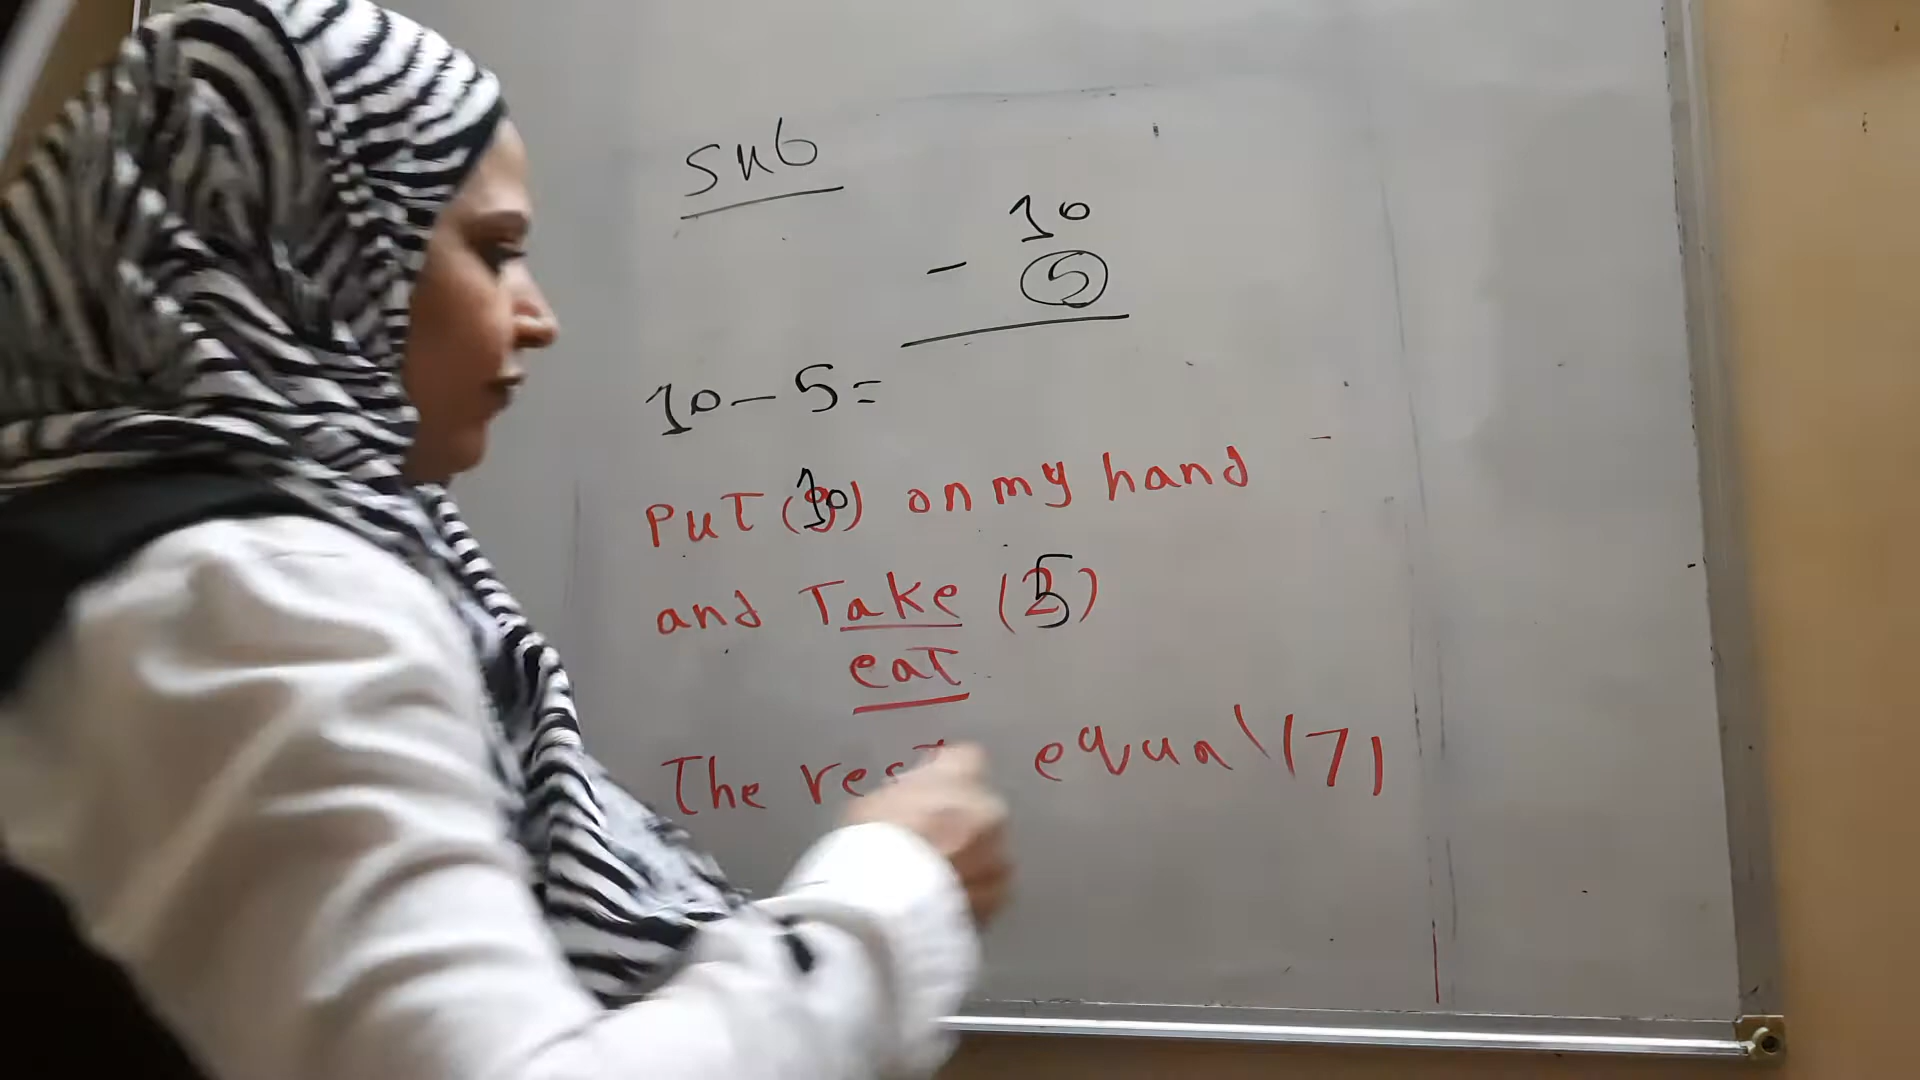 sub
10
- 5
10-5=
PuT (10) on my hand
and Take (5)
eat
The rest equal (7)